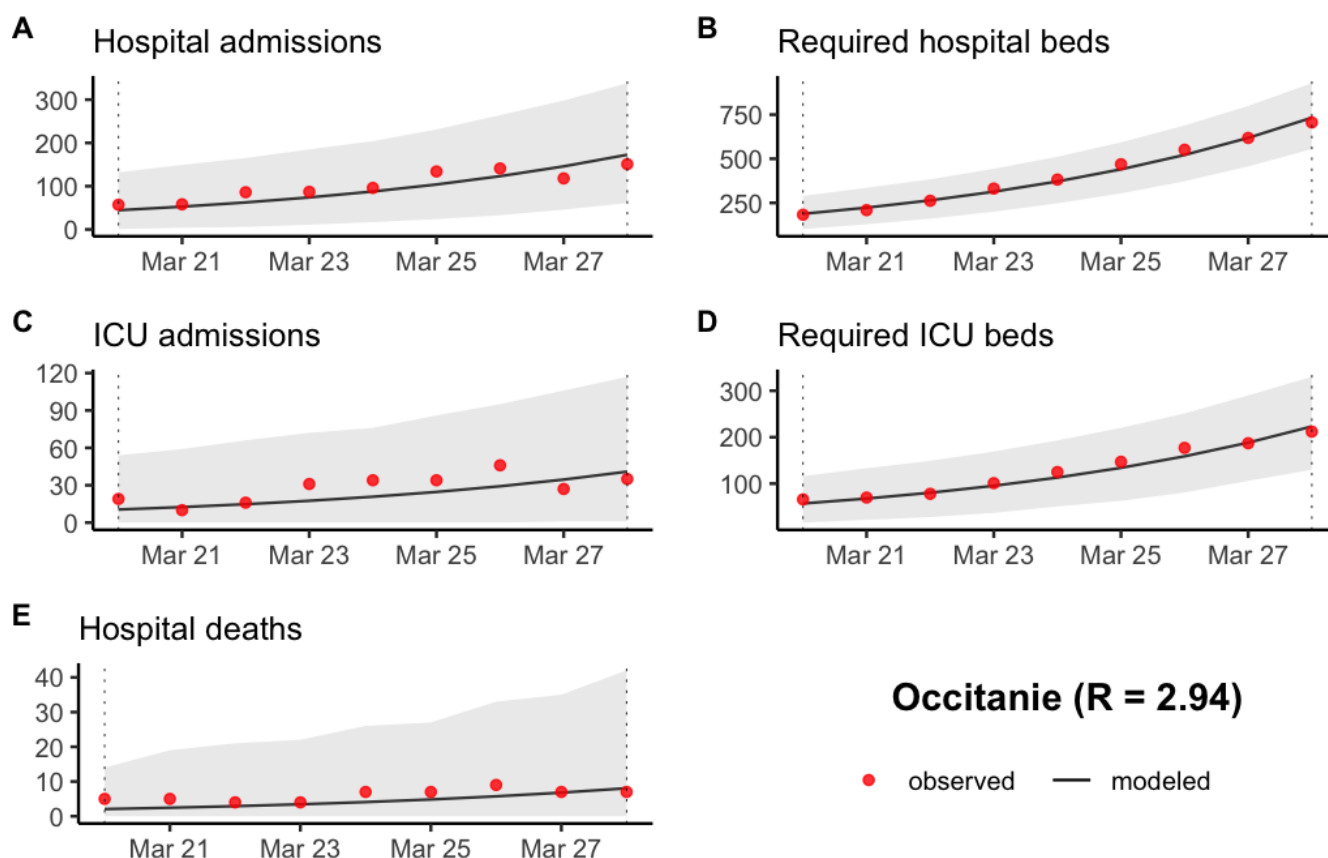 A
Hospital admissions
300
200
100
0
Mar 21 Mar 23 Mar 25 Mar 27
B
Required hospital beds
750
500
250
Mar 21 Mar 23 Mar 25 Mar 27
C
ICU admissions
120
90
60
30
0
Mar 21 Mar 23 Mar 25 Mar 27
D
Required ICU beds
300
200
100
Mar 21 Mar 23 Mar 25 Mar 27
E
Hospital deaths
40
30
20
10
0
Mar 21 Mar 23 Mar 25 Mar 27
Occitanie (R = 2.94)
observed modeled